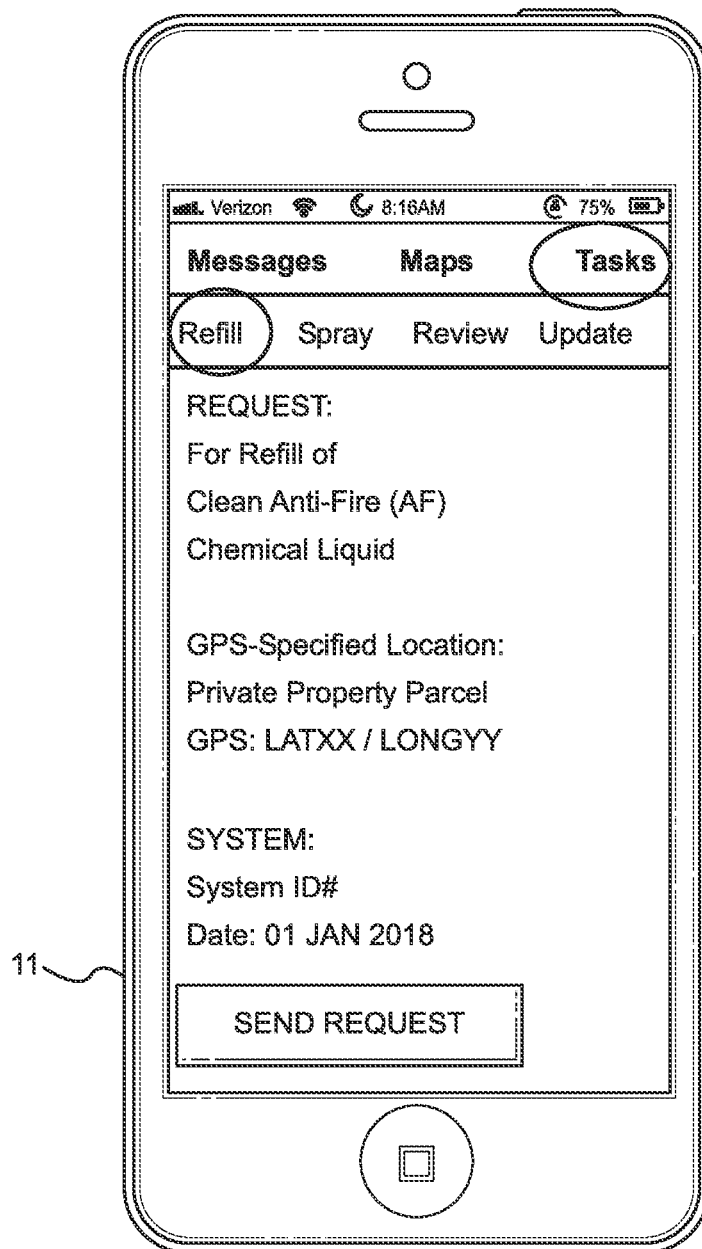 Verizon 8:16AM 75%
Messages Maps Tasks
Refill Spray Review Update
REQUEST:
For Refill of
Clean Anti-Fire (AF)
Chemical Liquid
GPS-Specified Location:
Private Property Parcel
GPS: LATXX / LONGYY
SYSTEM:
System ID#
Date: 01 JAN 2018
11
SEND REQUEST